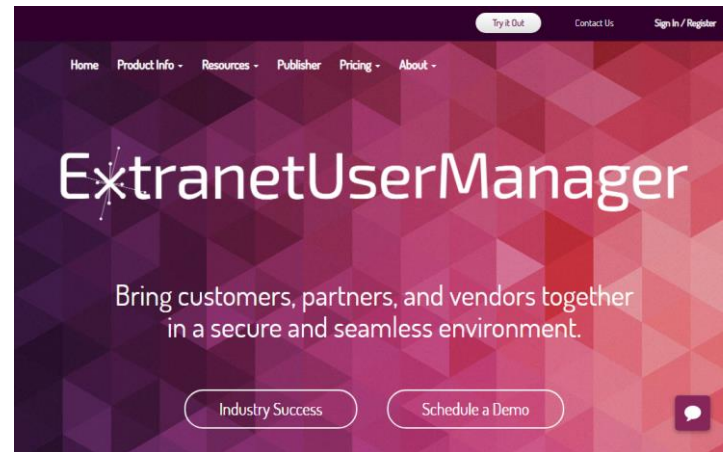 Try it Out Contact Us Sign In / Register
Home Product Info Resources Publisher Pricing About
ExtranetUserManager
Bring customers, partners, and vendors together
in a secure and seamless environment.
Industry Success Schedule a Demo